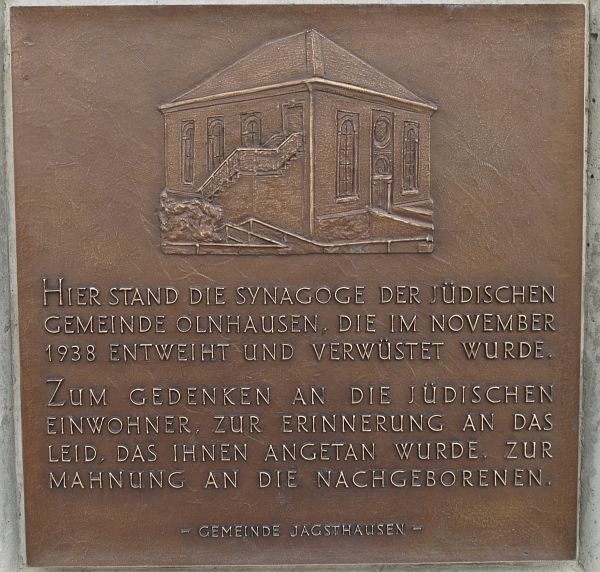 HIER STAND DIE SYNAGOGE DER JÜDISCHEN
GEMEINDE OLNHAUSEN, DIE IM NOVEMBER
1938 ENTWEIHT UND VERWÜSTET WURDE.
ZUM GEDENKEN AN DIE JÜDISCHEN
EINWOHNER, ZUR ERINNERUNG AN DAS
LEID, DAS IHNEN ANGETAN WURDE. ZUR
MAHNUNG AN DIE NACHGEBORENEN.
– GEMEINDE JAGSTHAUSEN –